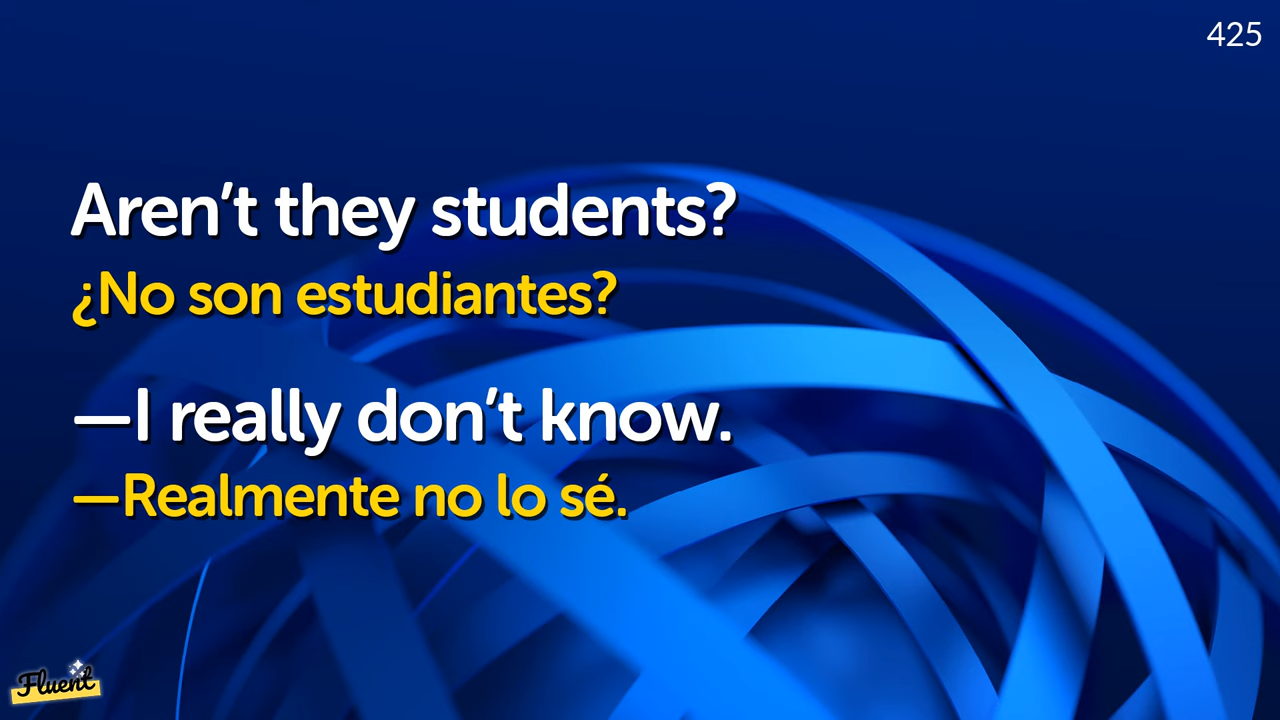 425
Aren’t they students?
¿No son estudiantes?
—I really don’t know.
—Realmente no lo sé.
Fluent